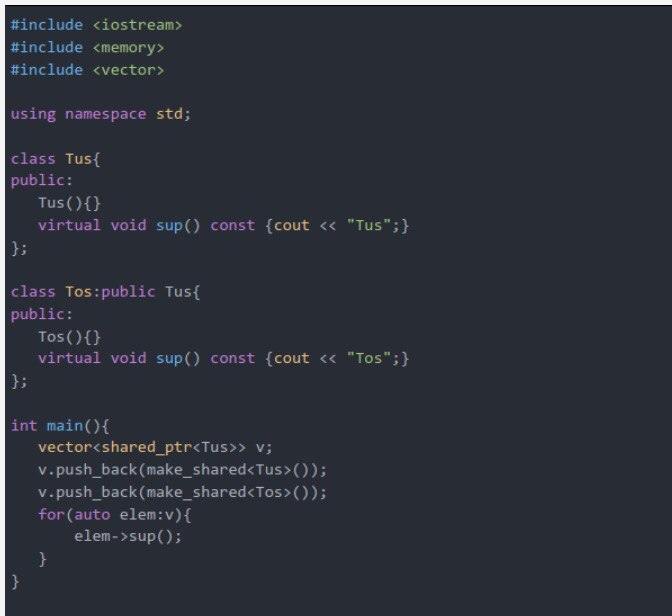 #include <iostream>
#include <memory>
#include <vector>
using namespace std;
class Tus{
public:
Tus(){}
virtual void sup() const {cout << "Tus";}
};
class Tos:public Tus{
public:
Tos(){}
virtual void sup() const {cout << "Tos";}
};
int main(){
vector<shared_ptr<Tus>> v;
v.push_back(make_shared<Tus>());
v.push_back(make_shared<Tos>());
for(auto elem:v){
elem->sup();
}
}